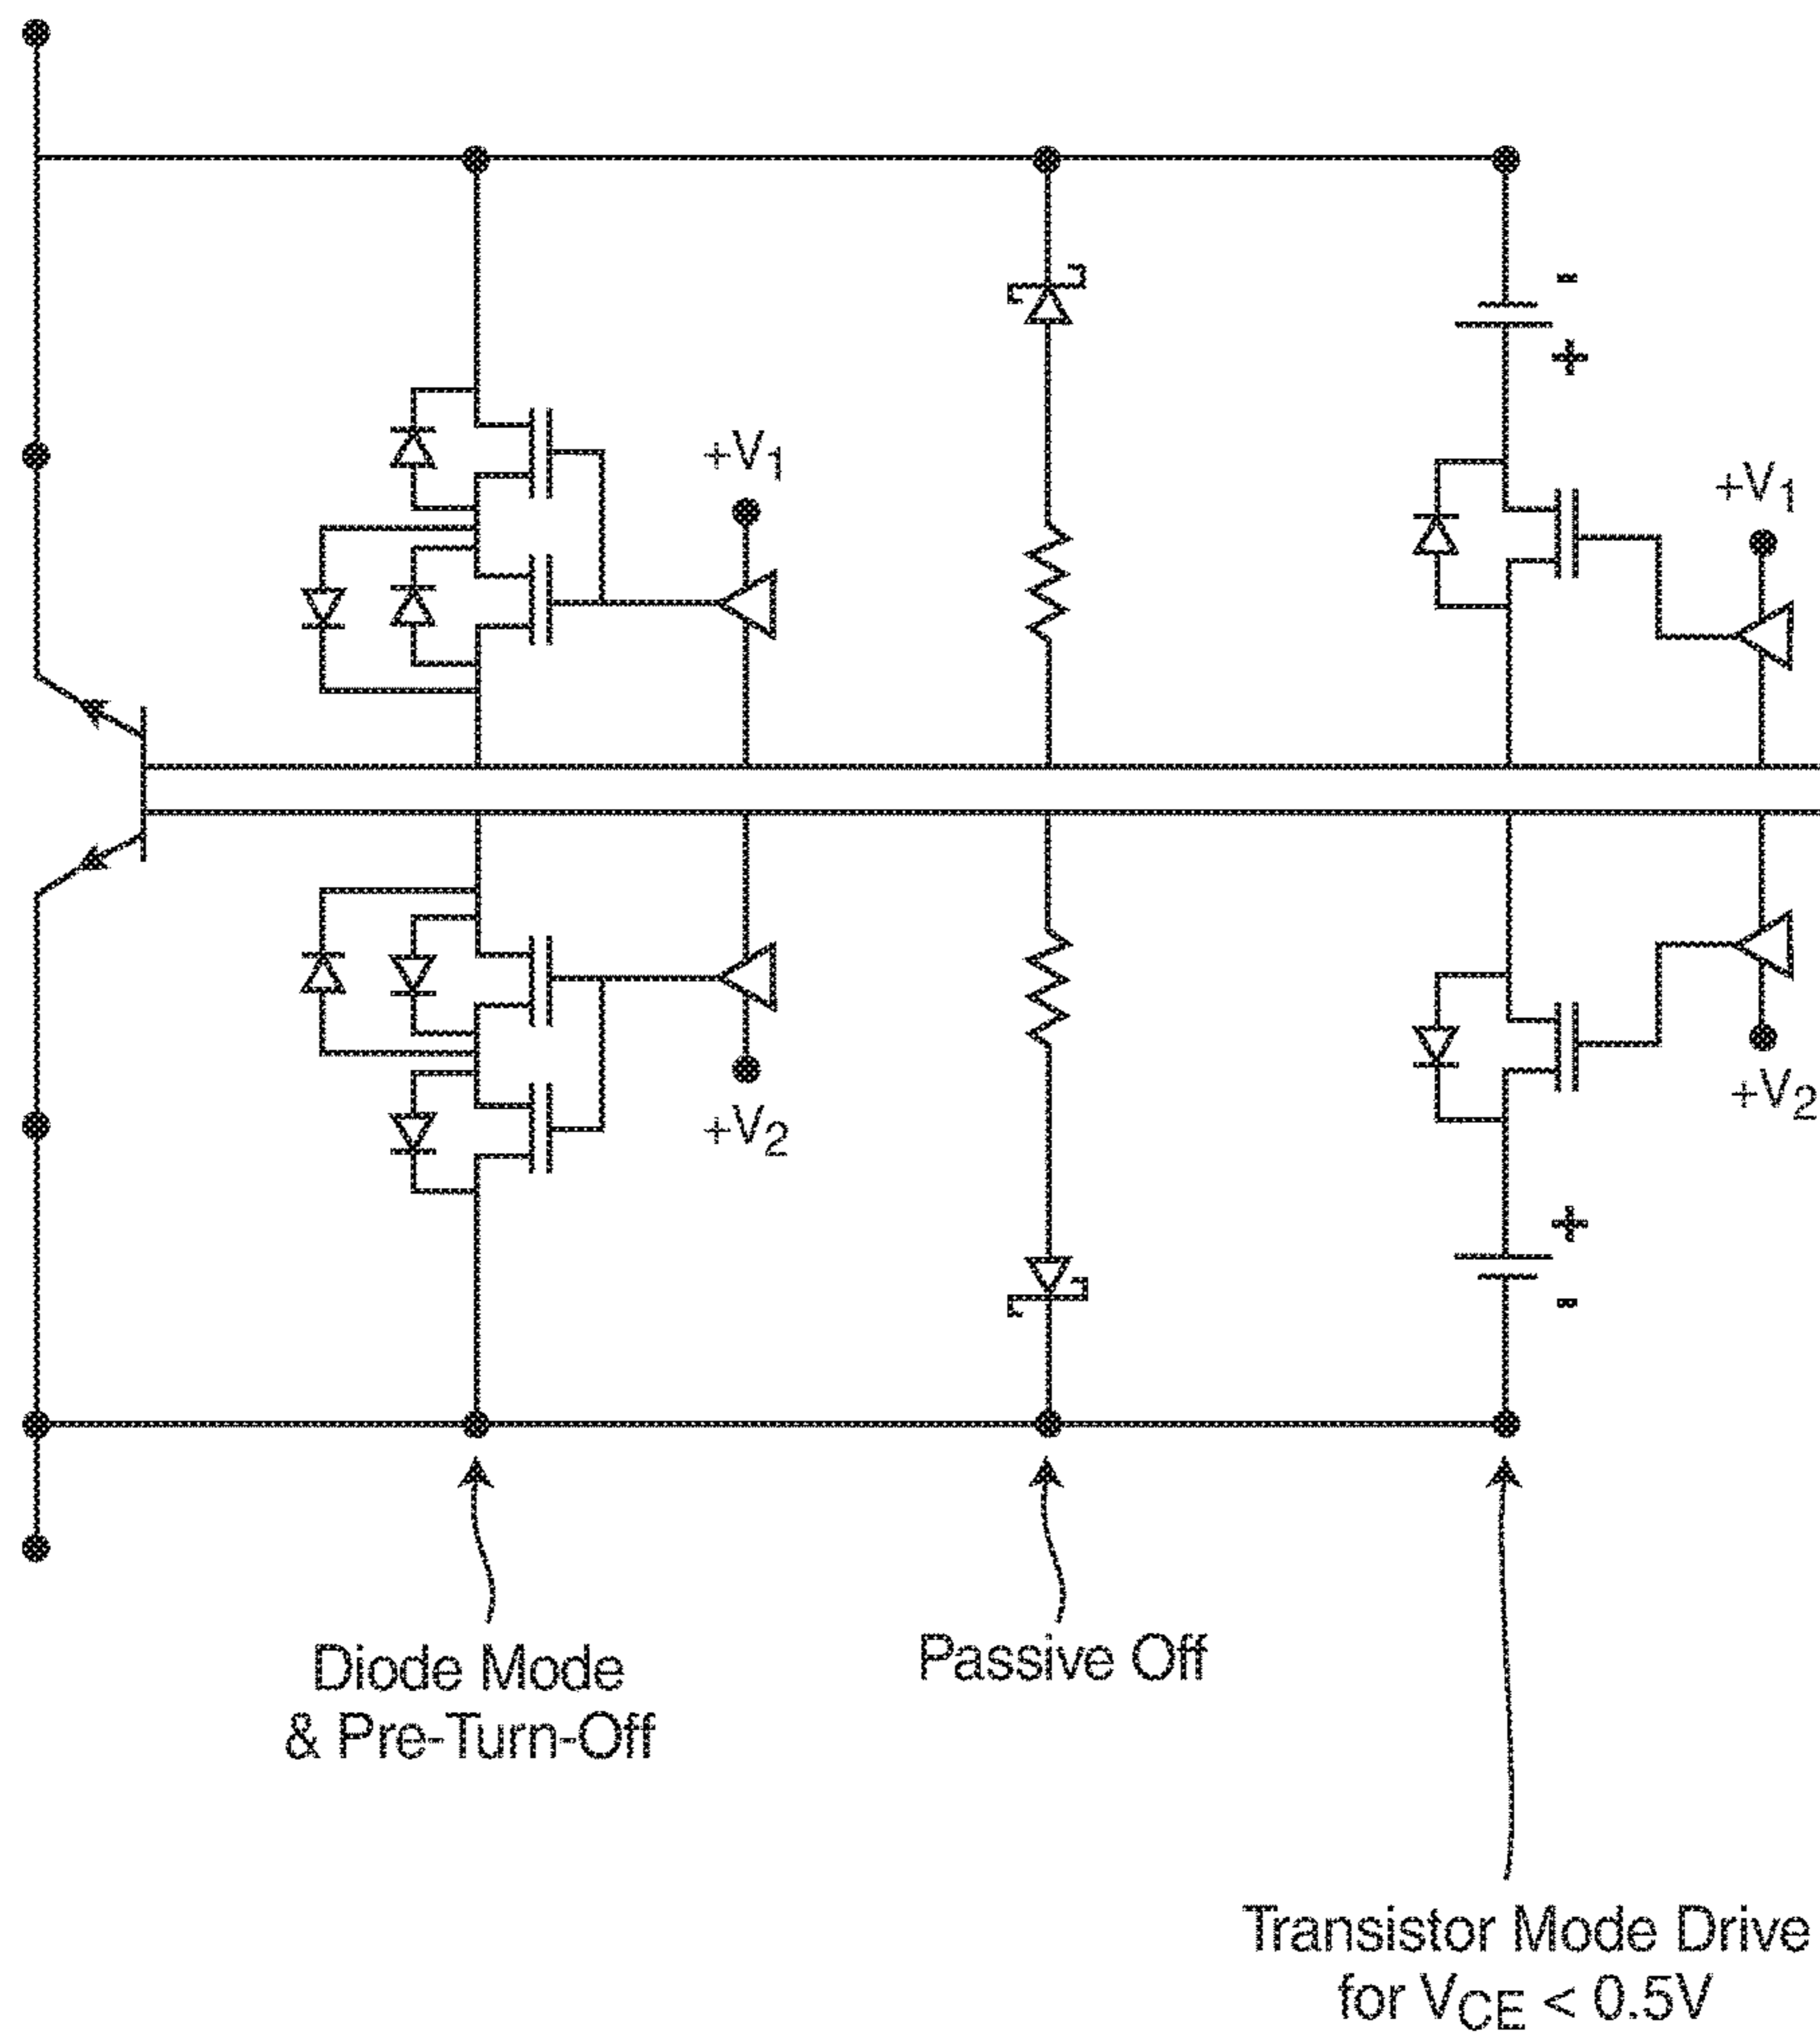 +V1
-
+
+V1
+V2
+V2
+
-
Diode Mode
& Pre-Turn-Off
Passive Off
Transistor Mode Drive
for VCE < 0.5V